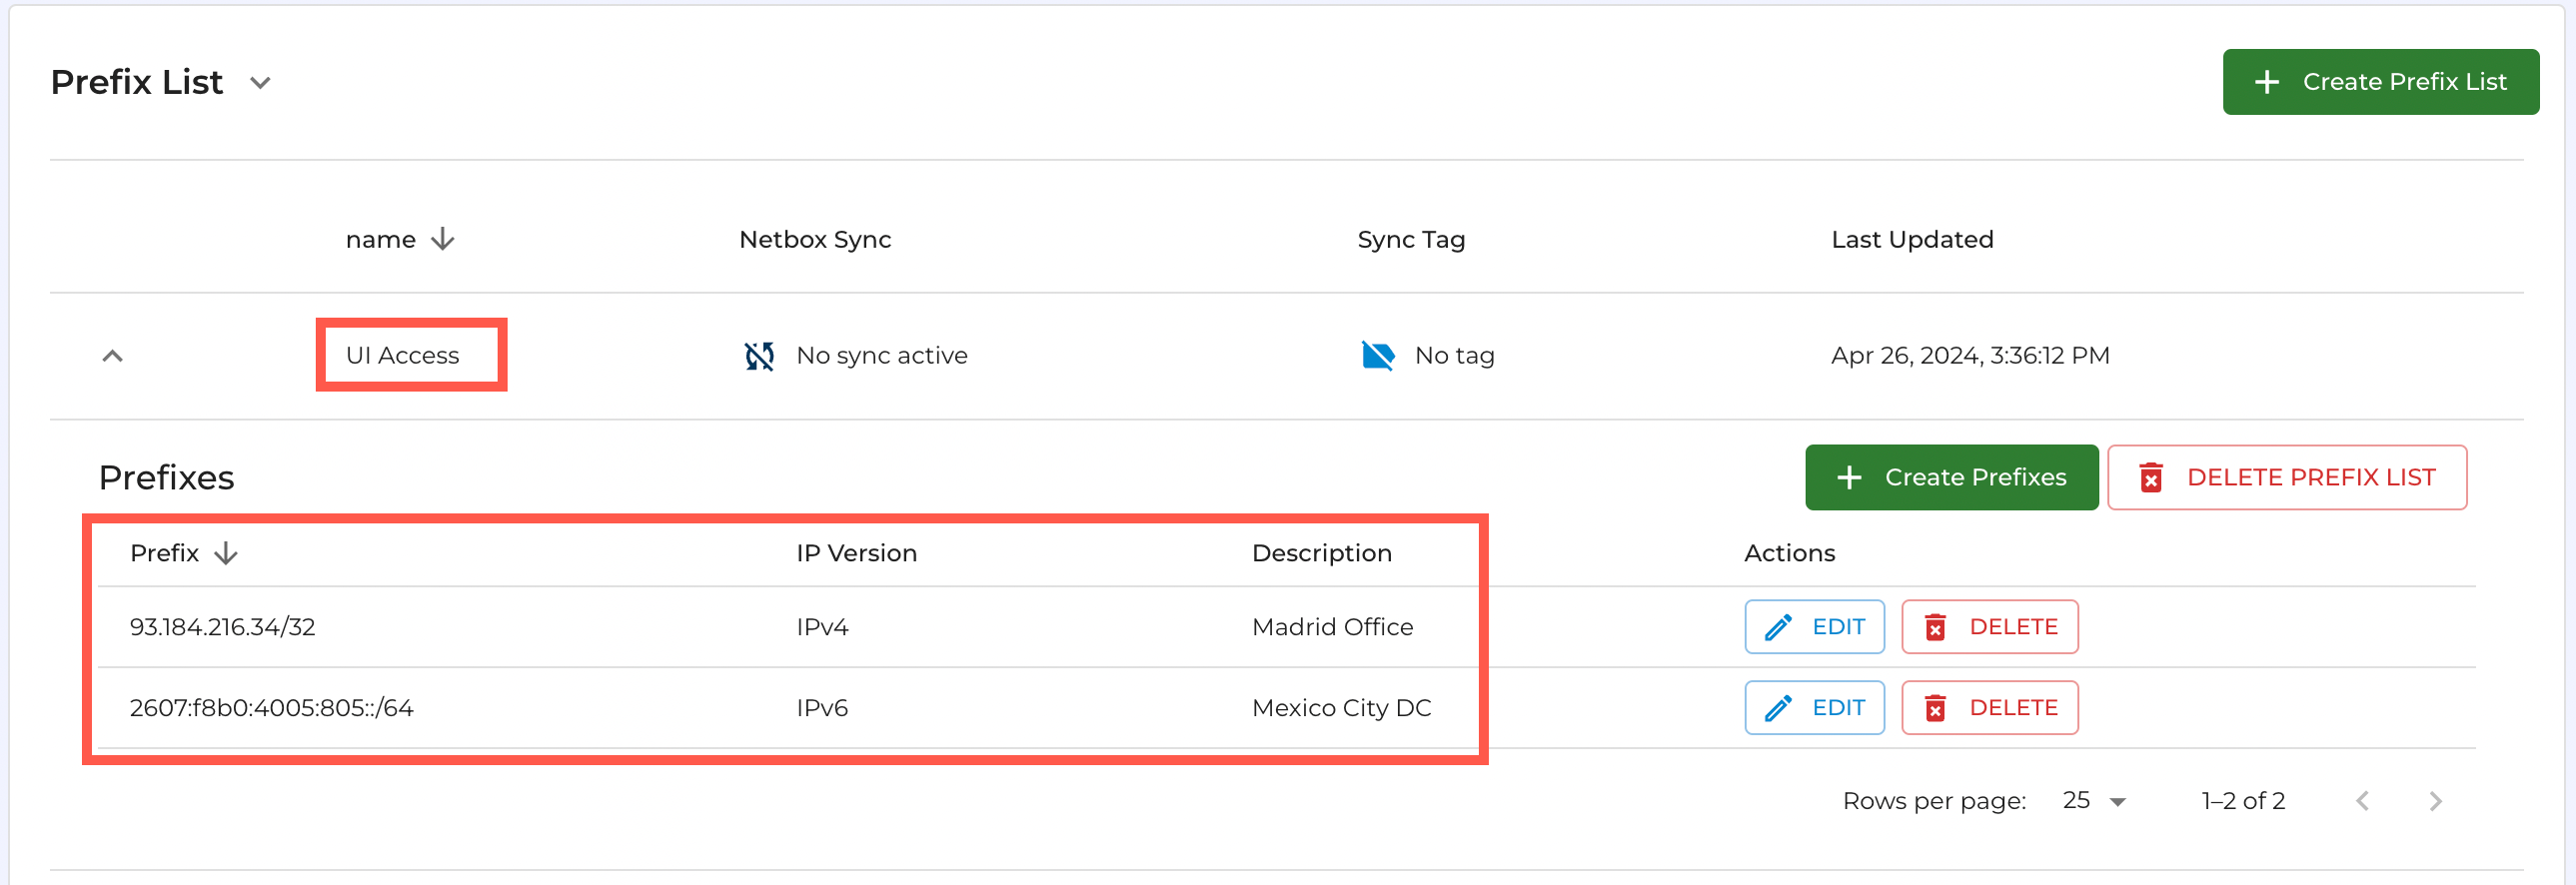 Prefix List
Create Prefix List
name Netbox Sync Sync Tag Last Updated
UI Access No sync active No tag Apr 26, 2024, 3:36:12 PM
Prefixes
Create Prefixes DELETE PREFIX LIST
Prefix IP Version Description Actions
93.184.216.34/32 IPv4 Madrid Office EDIT DELETE
2607:f8b0:4005:805::/64 IPv6 Mexico City DC EDIT DELETE
Rows per page: 25 1–2 of 2